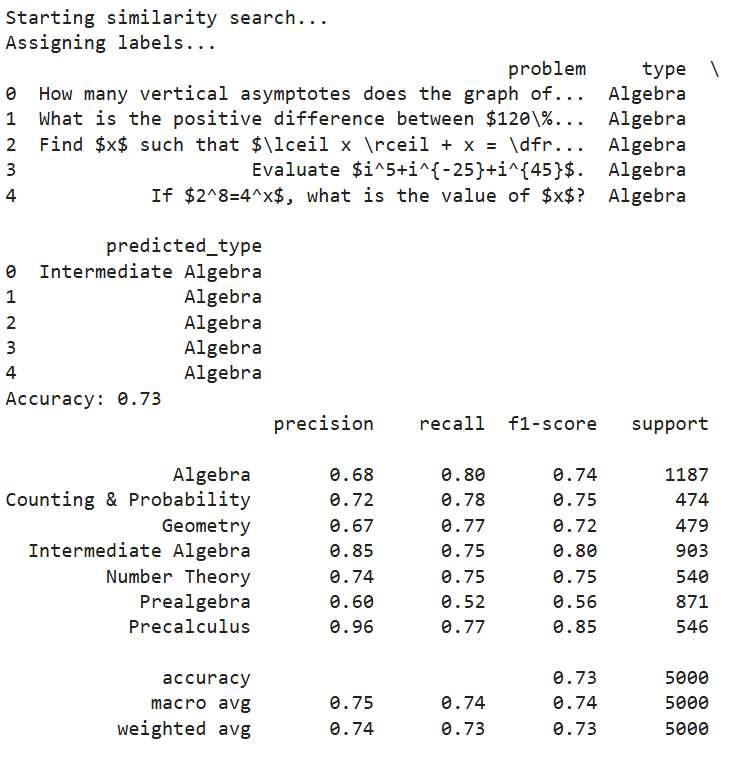 Starting similarity search...
Assigning labels...
problem type \
0 How many vertical asymptotes does the graph of... Algebra
1 What is the positive difference between $120\%... Algebra
2 Find $x$ such that $\lceil x \rceil + x = \dfr... Algebra
3 Evaluate $i^5+i^{-25}+i^{45}$. Algebra
4 If $2^8=4^x$, what is the value of $x$? Algebra
predicted_type
0 Intermediate Algebra
1 Algebra
2 Algebra
3 Algebra
4 Algebra
Accuracy: 0.73
precision recall f1-score support
Algebra 0.68 0.80 0.74 1187
Counting & Probability 0.72 0.78 0.75 474
Geometry 0.67 0.77 0.72 479
Intermediate Algebra 0.85 0.75 0.80 903
Number Theory 0.74 0.75 0.75 540
Prealgebra 0.60 0.52 0.56 871
Precalculus 0.96 0.77 0.85 546
accuracy 0.73 5000
macro avg 0.75 0.74 0.74 5000
weighted avg 0.74 0.73 0.73 5000